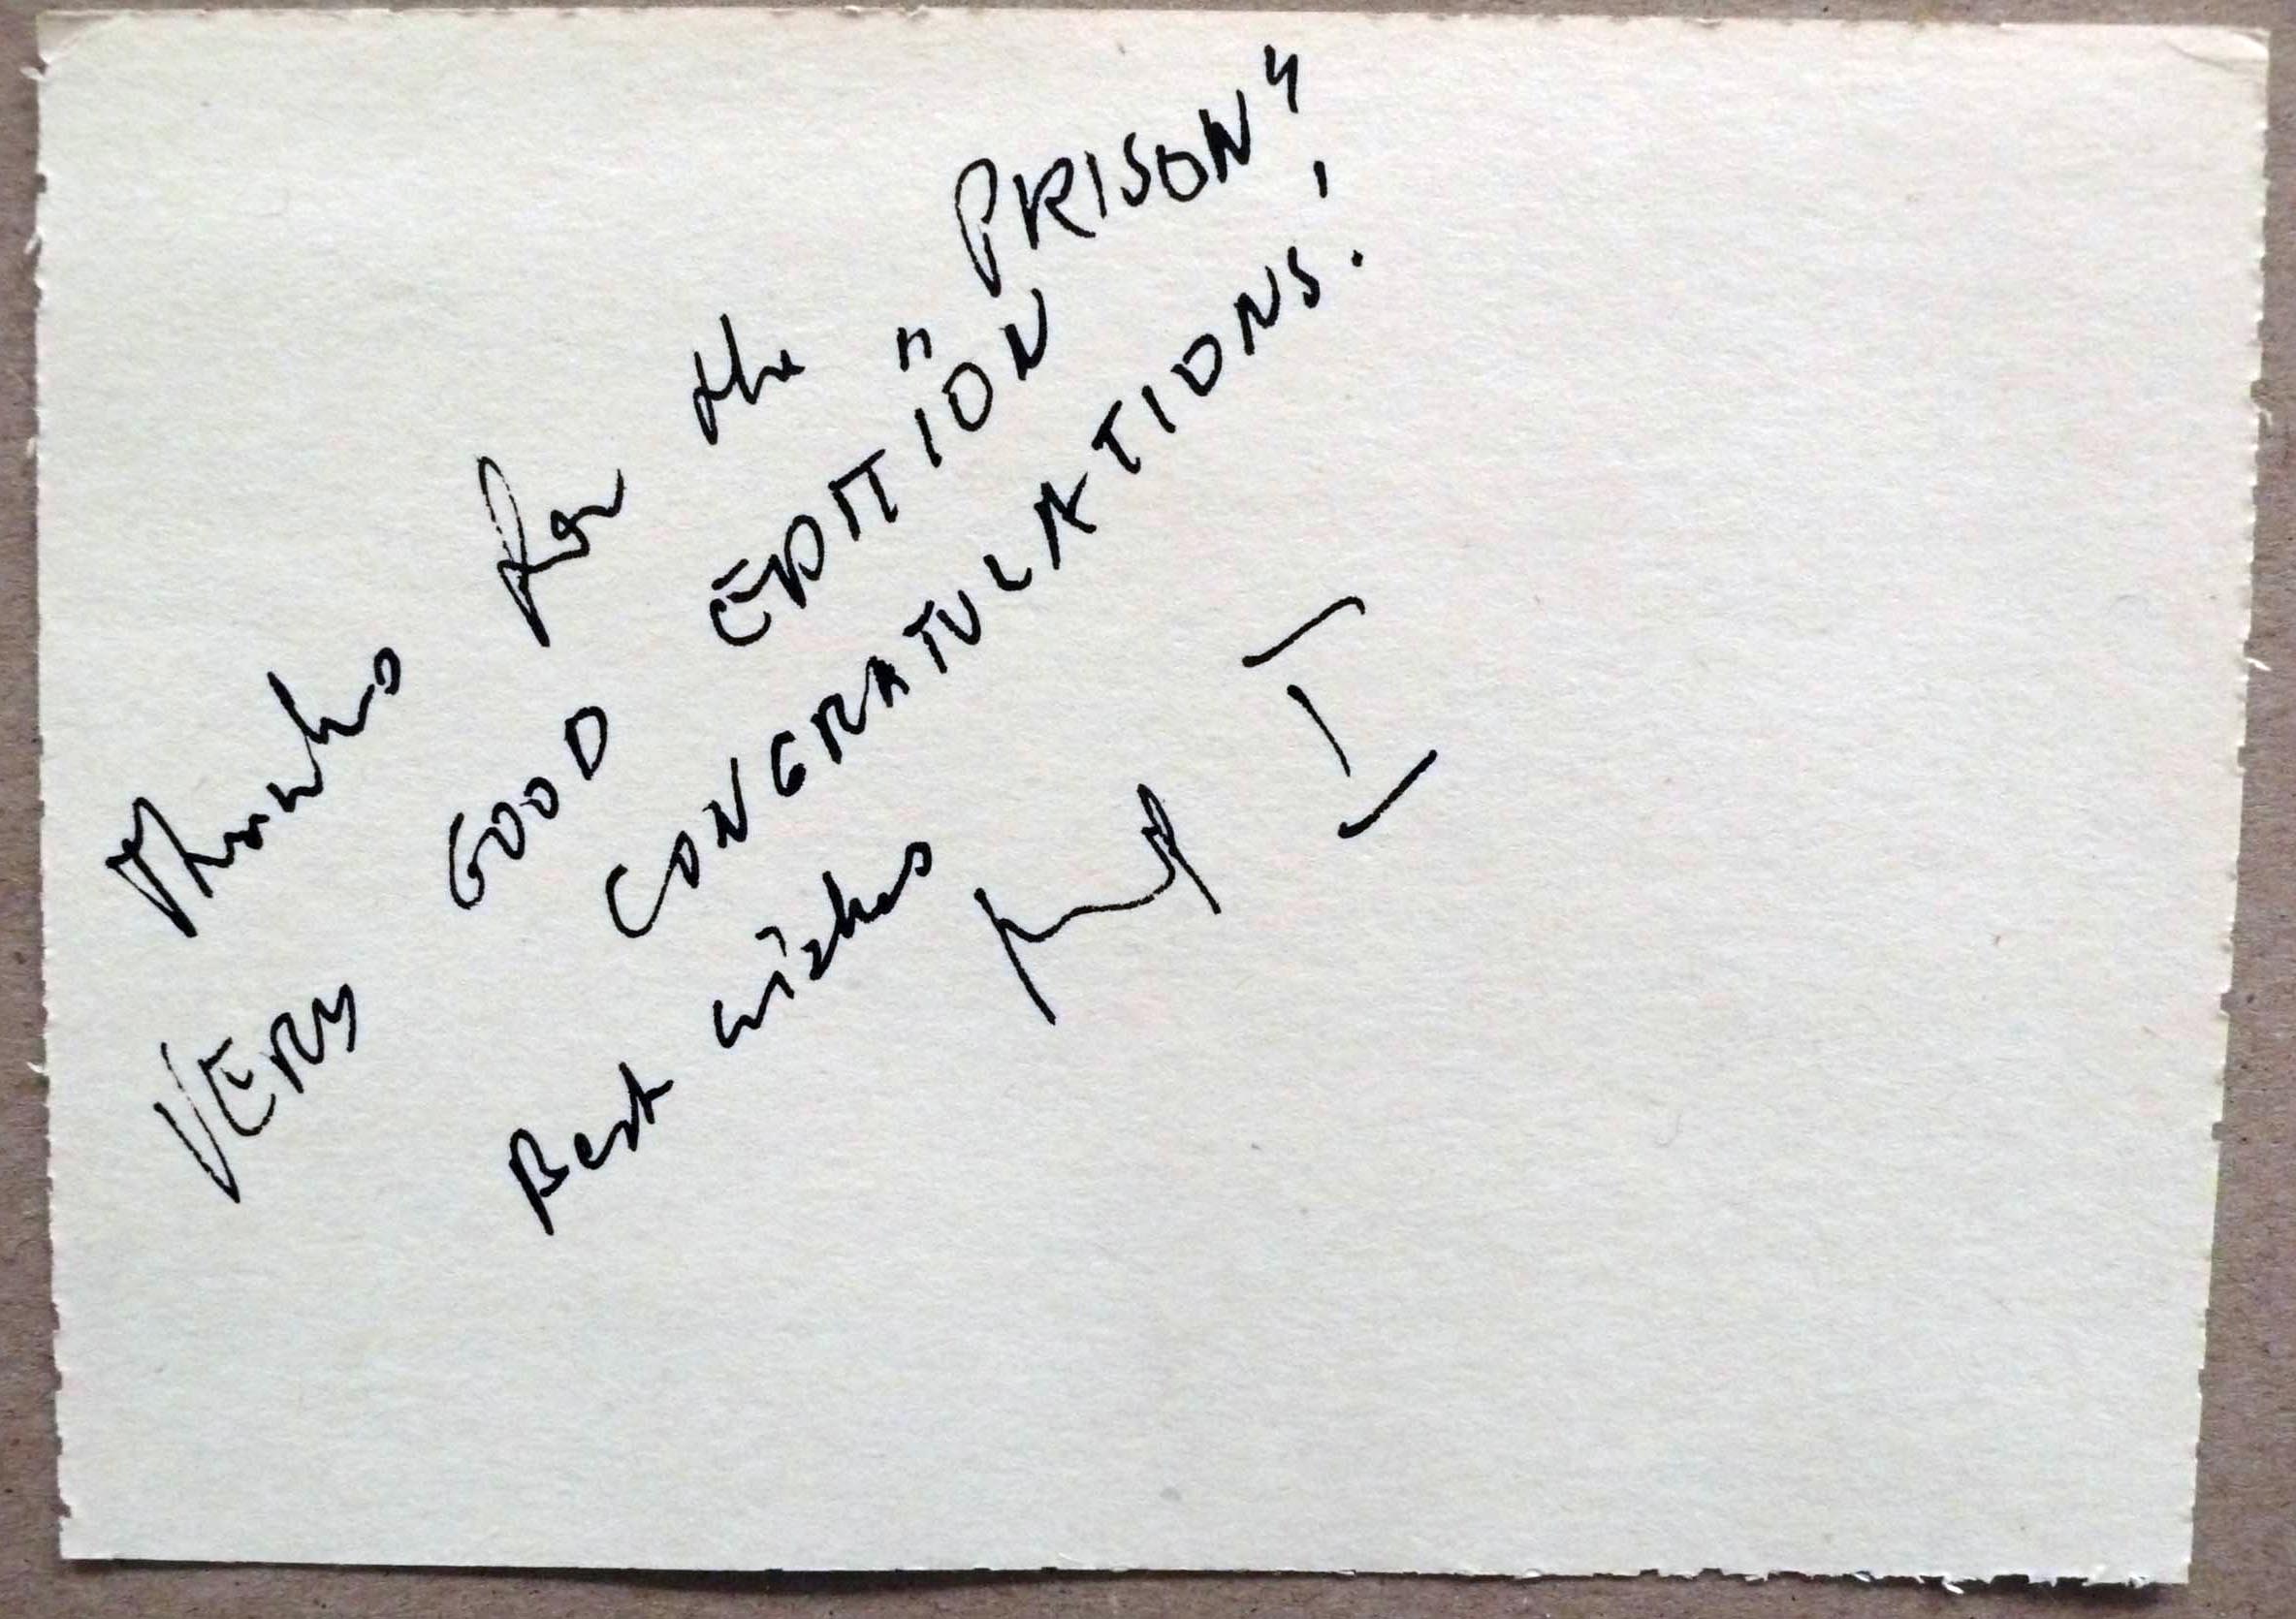 Thanks for the "PRISON"
VERY GOOD EDITION
CONGRATULATIONS!
Best wishes